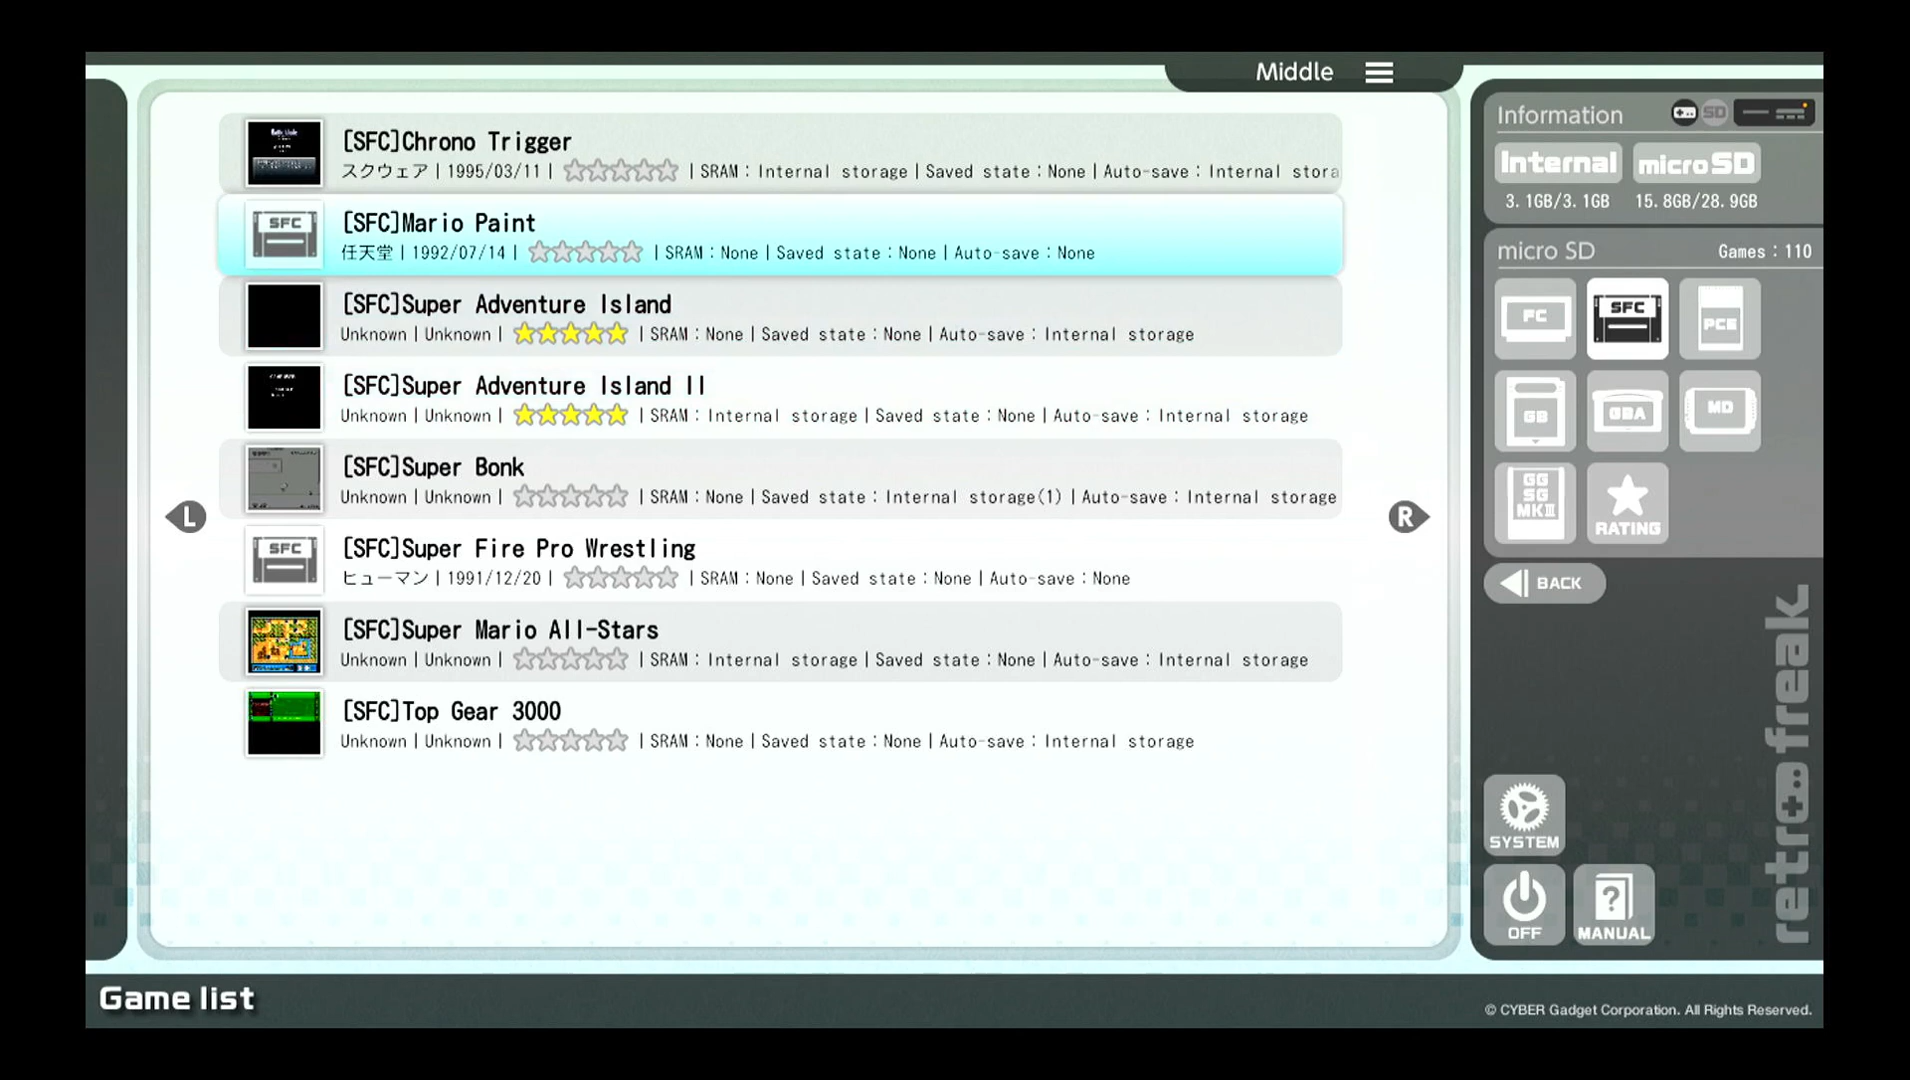 Middle
[SFC]Chrono Trigger
スクウェア | 1995/03/11 | | SRAM : Internal storage | Saved state : None | Auto-save : Internal stora
[SFC]Mario Paint
任天堂 | 1992/07/14 | | SRAM : None | Saved state : None | Auto-save : None
[SFC]Super Adventure Island
Unknown | Unknown | | SRAM : None | Saved state : None | Auto-save : Internal storage
[SFC]Super Adventure Island II
Unknown | Unknown | | SRAM : Internal storage | Saved state : None | Auto-save : Internal storage
[SFC]Super Bonk
Unknown | Unknown | | SRAM : None | Saved state : Internal storage(1) | Auto-save : Internal storage
SFC
[SFC]Super Fire Pro Wrestling
ヒューマン | 1991/12/20 | | SRAM : None | Saved state : None | Auto-save : None
SFC
[SFC]Super Mario All-Stars
Unknown | Unknown | | SRAM : Internal storage | Saved state : None | Auto-save : Internal storage
[SFC]Top Gear 3000
Unknown | Unknown | | SRAM : None | Saved state : None | Auto-save : Internal storage
L
R
Information
SD
Internal microSD
3.1GB/3.1GB 15.8GB/28.9GB
micro SD Games : 110
FC SFC PCE
GB GBA MD
GG
SG
MKIII
RATING
BACK
retro freak
SYSTEM
OFF MANUAL
Game list
© CYBER Gadget Corporation. All Rights Reserved.